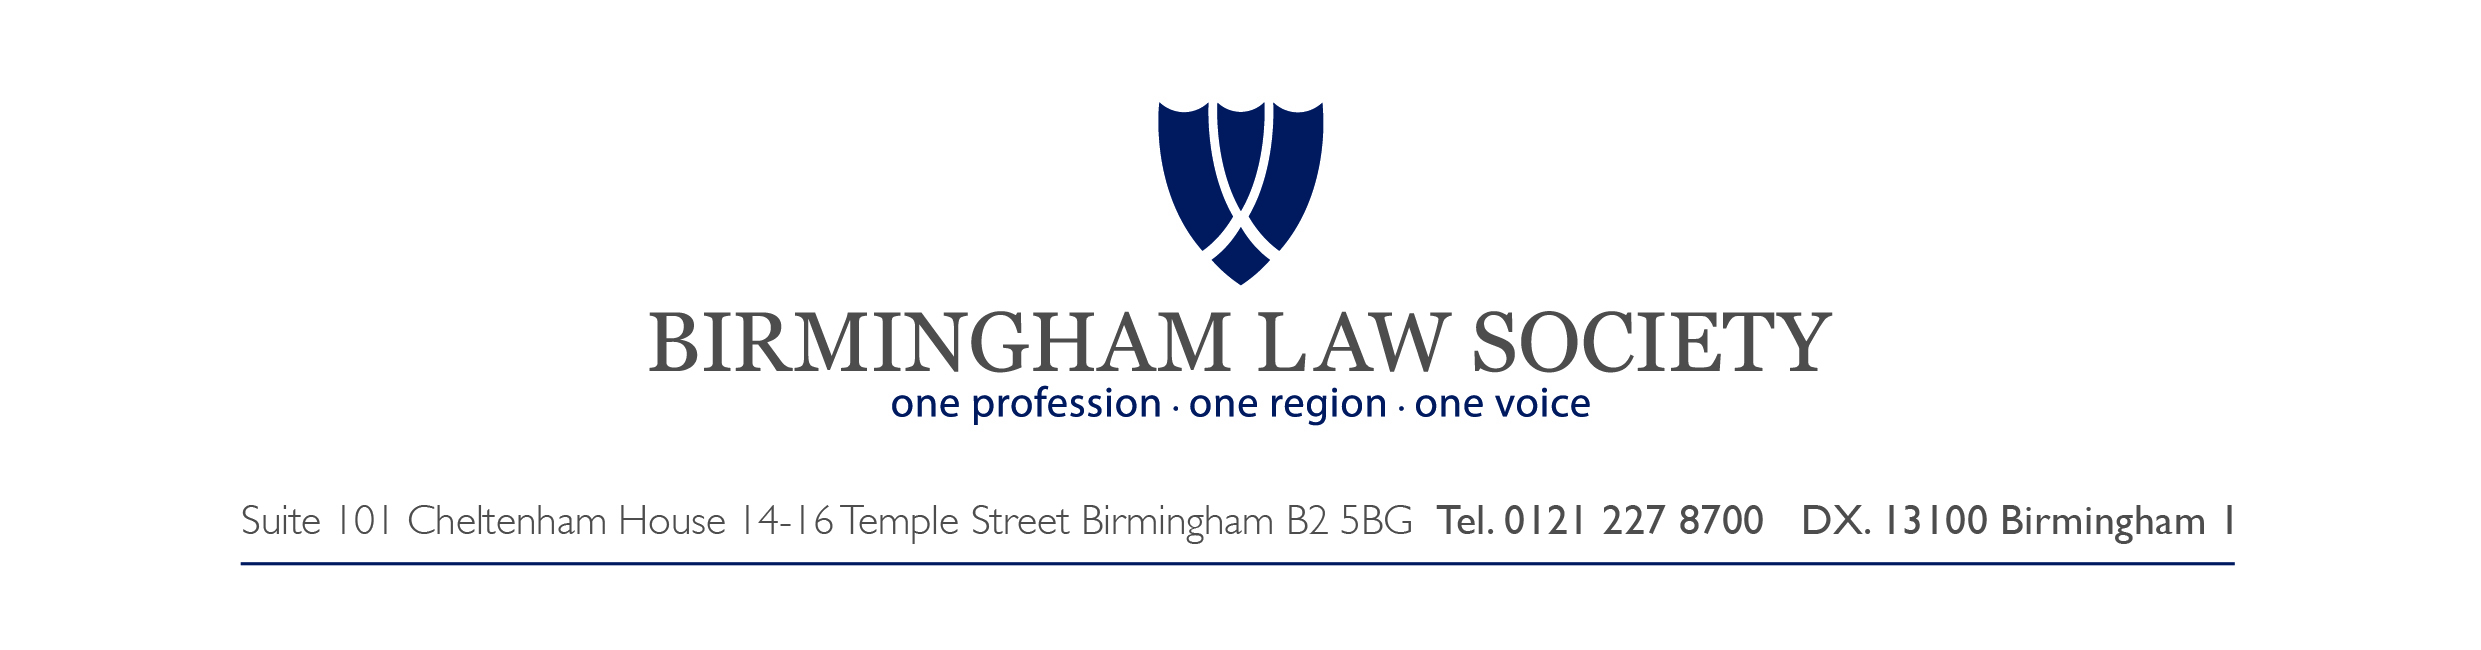 BIRMINGHAM LAW SOCIETY
one profession · one region · one voice
Suite 101 Cheltenham House 14-16 Temple Street Birmingham B2 5BG Tel. 0121 227 8700 DX. 13100 Birmingham 1